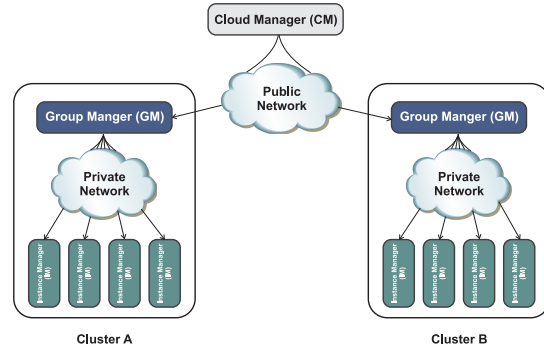 Cloud Manager (CM)
Public
Network
Group Manger (GM)
Group Manger (GM)
Private
Network
Private
Network
Instance Manager
(IM)
Instance Manager
(IM)
Instance Manager
(IM)
Instance Manager
(IM)
Instance Manager
(IM)
Instance Manager
(IM)
Instance Manager
(IM)
Instance Manager
(IM)
Cluster A
Cluster B